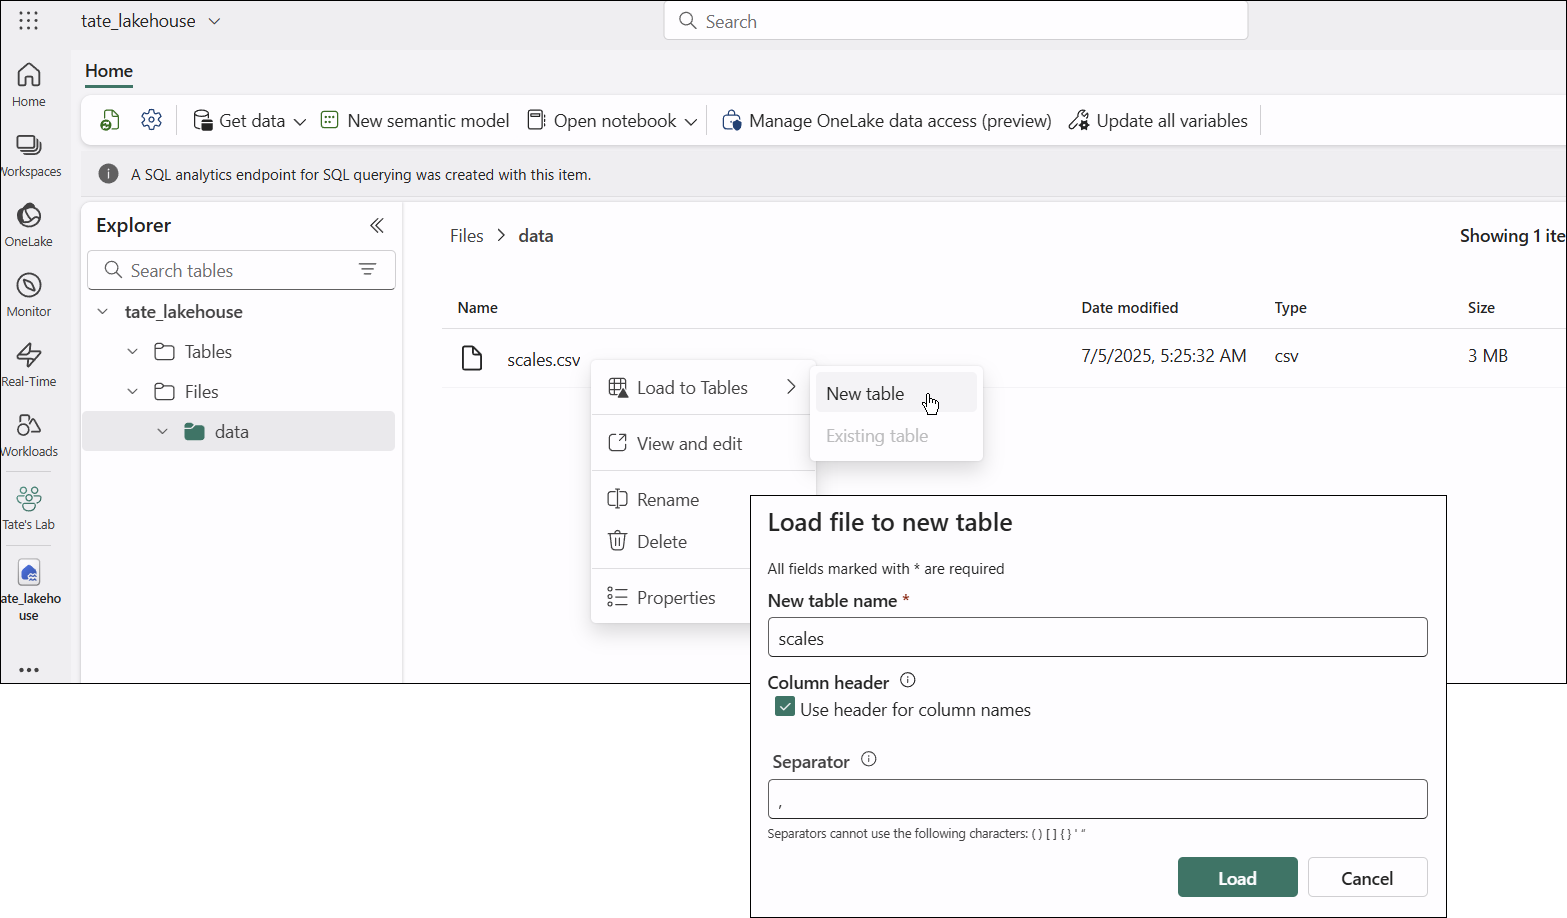 tate_lakehouse
Search
Home
Home
Get data
New semantic model
Open notebook
Manage OneLake data access (preview)
Update all variables
Workspaces
A SQL analytics endpoint for SQL querying was created with this item.
OneLake
Monitor
Real-Time
Workloads
Tate's Lab
ate_lakeho
use
Explorer
Search tables
tate_lakehouse
Tables
Files
data
Files > data
Showing 1 ite
Name Date modified Type Size
scales.csv 7/5/2025, 5:25:32 AM csv 3 MB
Load to Tables
View and edit
Rename
Delete
Properties
New table
Existing table
Load file to new table
All fields marked with * are required
New table name *
scales
Column header
Use header for column names
Separator
,
Separators cannot use the following characters: ( ) [ ] { } ' "
Load Cancel